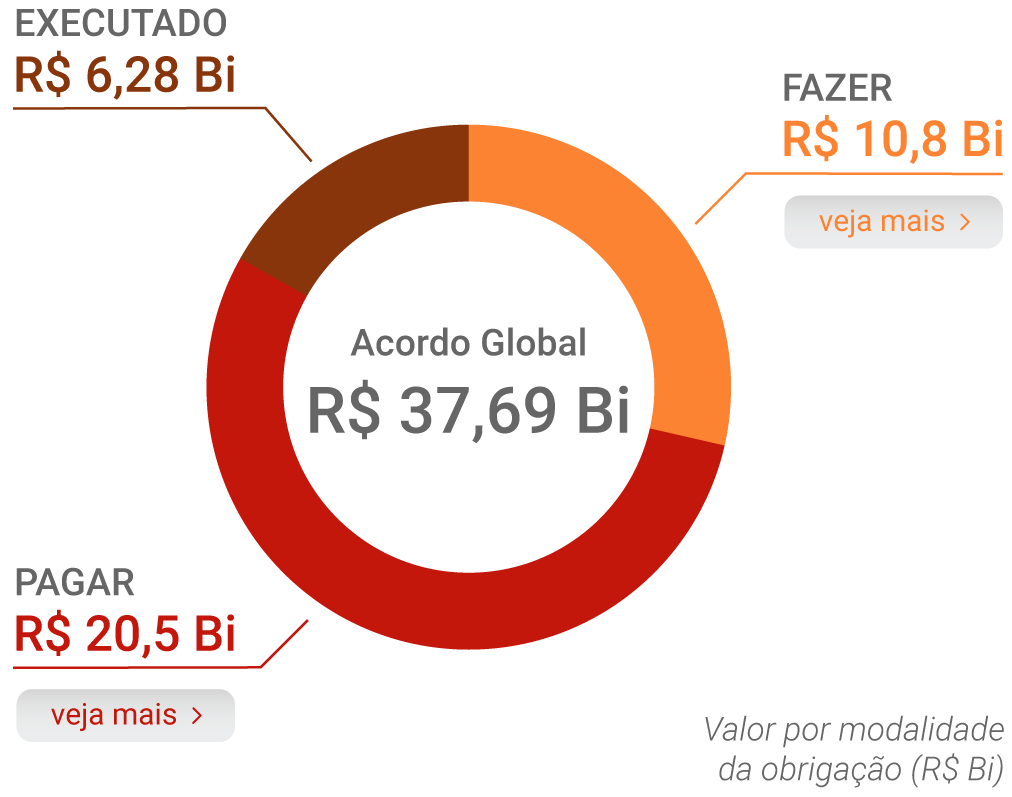 EXECUTADO
R$ 6,28 Bi
FAZER
R$ 10,8 Bi
veja mais >
Acordo Global
R$ 37,69 Bi
PAGAR
R$ 20,5 Bi
veja mais >
Valor por modalidade
da obrigação (R$ Bi)